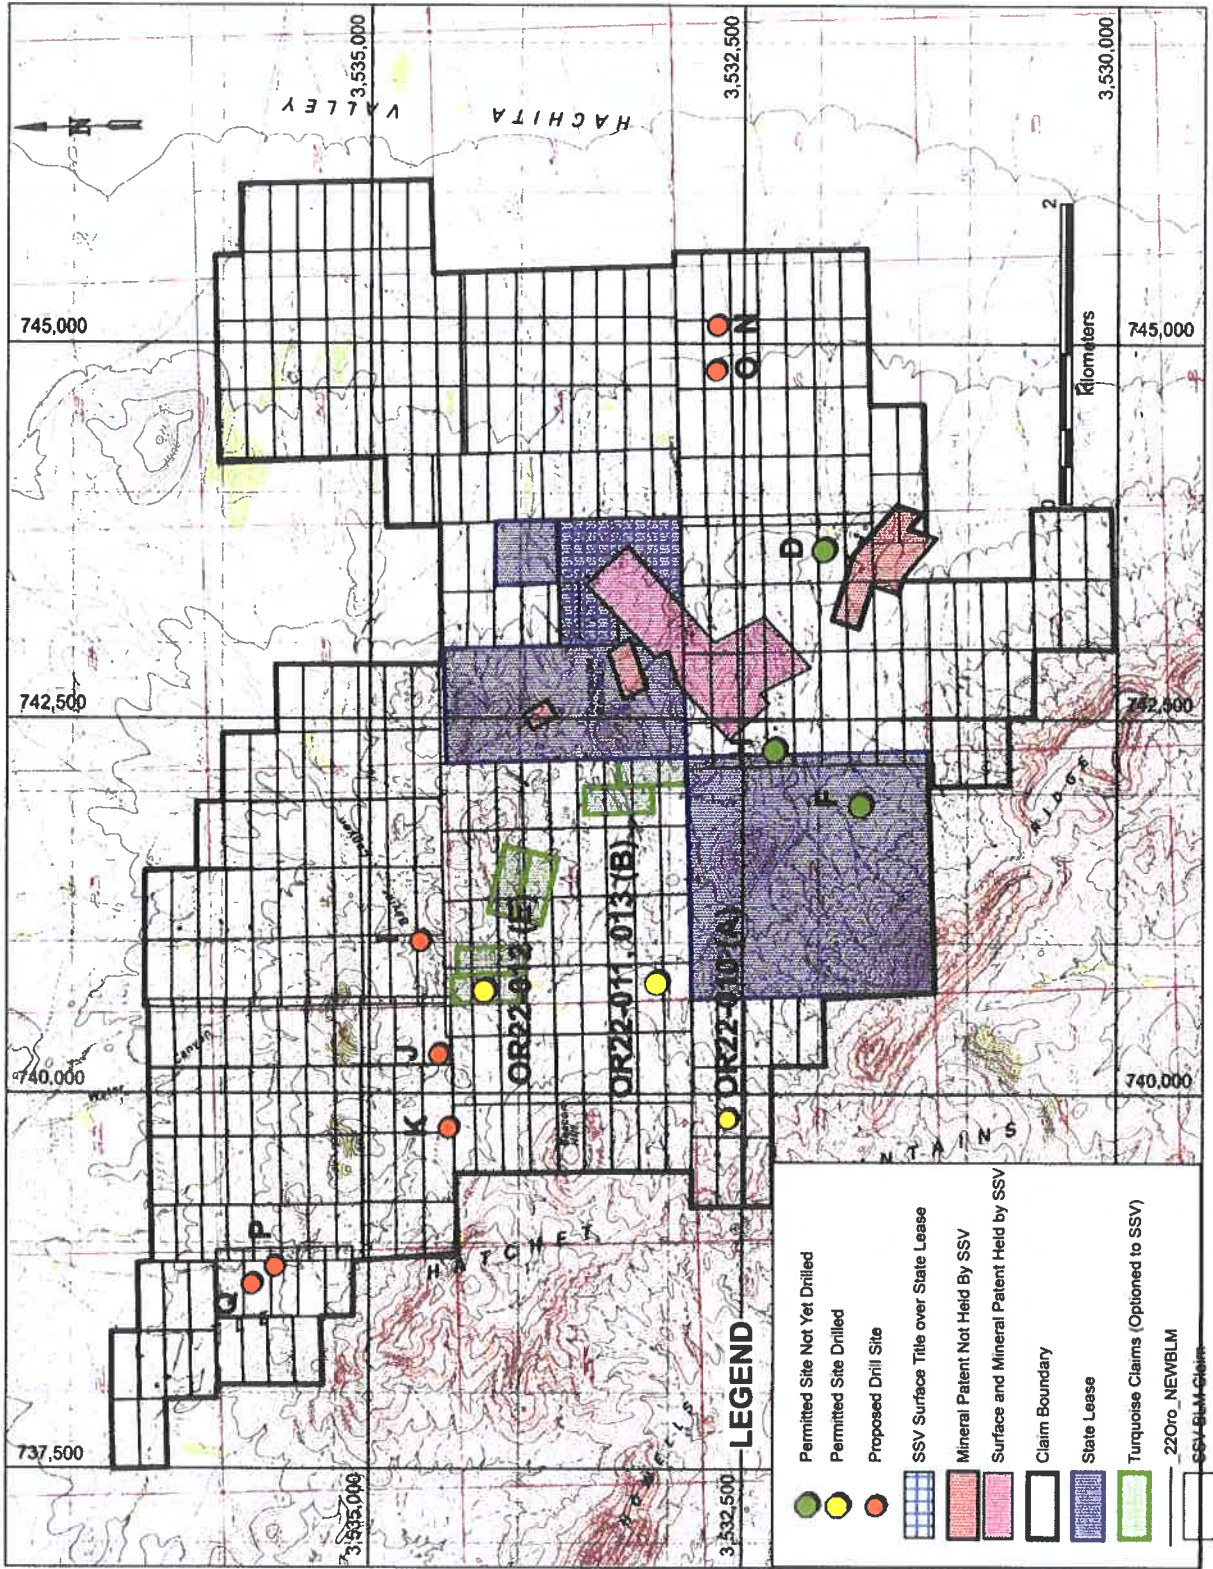 N
3,535,000
3,532,500
3,530,000
VALLEY
HACHITA
745,000
745,000
N
O
D
742,500
742,500
F
RIDGE
I
J
K
OR22-011, 013 (B)
OR22-010 (A)
740,000
740,000
Canyon
Water
P
Q
HATCHET
NTAINS
737,500
3,535,000
3,532,500
0
2
kilometers
LEGEND
Permitted Site Not Yet Drilled
Permitted Site Drilled
Proposed Drill Site
SSV Surface Title over State Lease
Mineral Patent Not Held By SSV
Surface and Mineral Patent Held by SSV
Claim Boundary
State Lease
Turquoise Claims (Optioned to SSV)
22Oro_NEWBLM
SSV BLM Claim